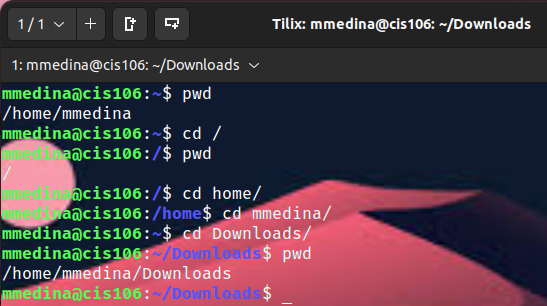 1 / 1 Tilix: mmedina@cis106: ~/Downloads
1: mmedina@cis106: ~/Downloads
mmedina@cis106:~$ pwd
/home/mmedina
mmedina@cis106:~$ cd /
mmedina@cis106:/$ pwd
/
mmedina@cis106:/$ cd home/
mmedina@cis106:/home$ cd mmedina/
mmedina@cis106:~$ cd Downloads/
mmedina@cis106:~/Downloads$ pwd
/home/mmedina/Downloads
mmedina@cis106:~/Downloads$ _